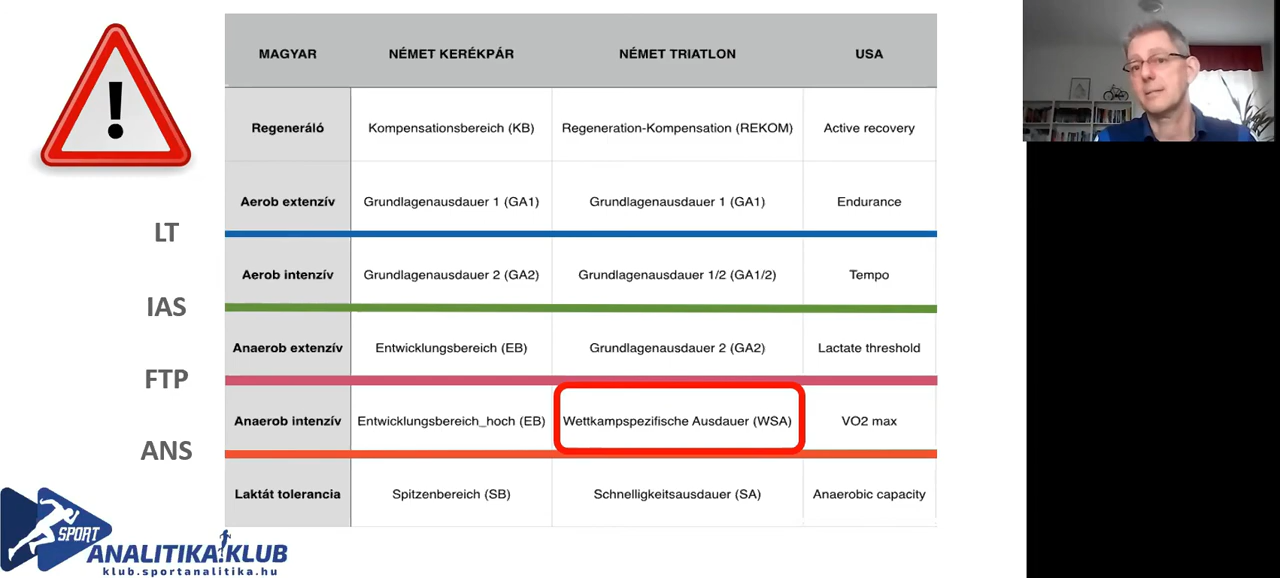 MAGYAR NÉMET KERÉKPÁR NÉMET TRIATLON USA
Regeneráló Kompensationsbereich (KB) Regeneration-Kompensation (REKOM) Active recovery
Aerob extenzív Grundlagenausdauer 1 (GA1) Grundlagenausdauer 1 (GA1) Endurance
LT
Aerob intenzív Grundlagenausdauer 2 (GA2) Grundlagenausdauer 1/2 (GA1/2) Tempo
IAS
Anaerob extenzív Entwicklungsbereich (EB) Grundlagenausdauer 2 (GA2) Lactate threshold
FTP
Anaerob intenzív Entwicklungsbereich_hoch (EB) Wettkampspezifische Ausdauer (WSA) VO2 max
ANS
Laktát tolerancia Spitzenbereich (SB) Schnelligkeitsausdauer (SA) Anaerobic capacity
SPORT
ANALITIKA.KLUB
klub.sportanalitika.hu